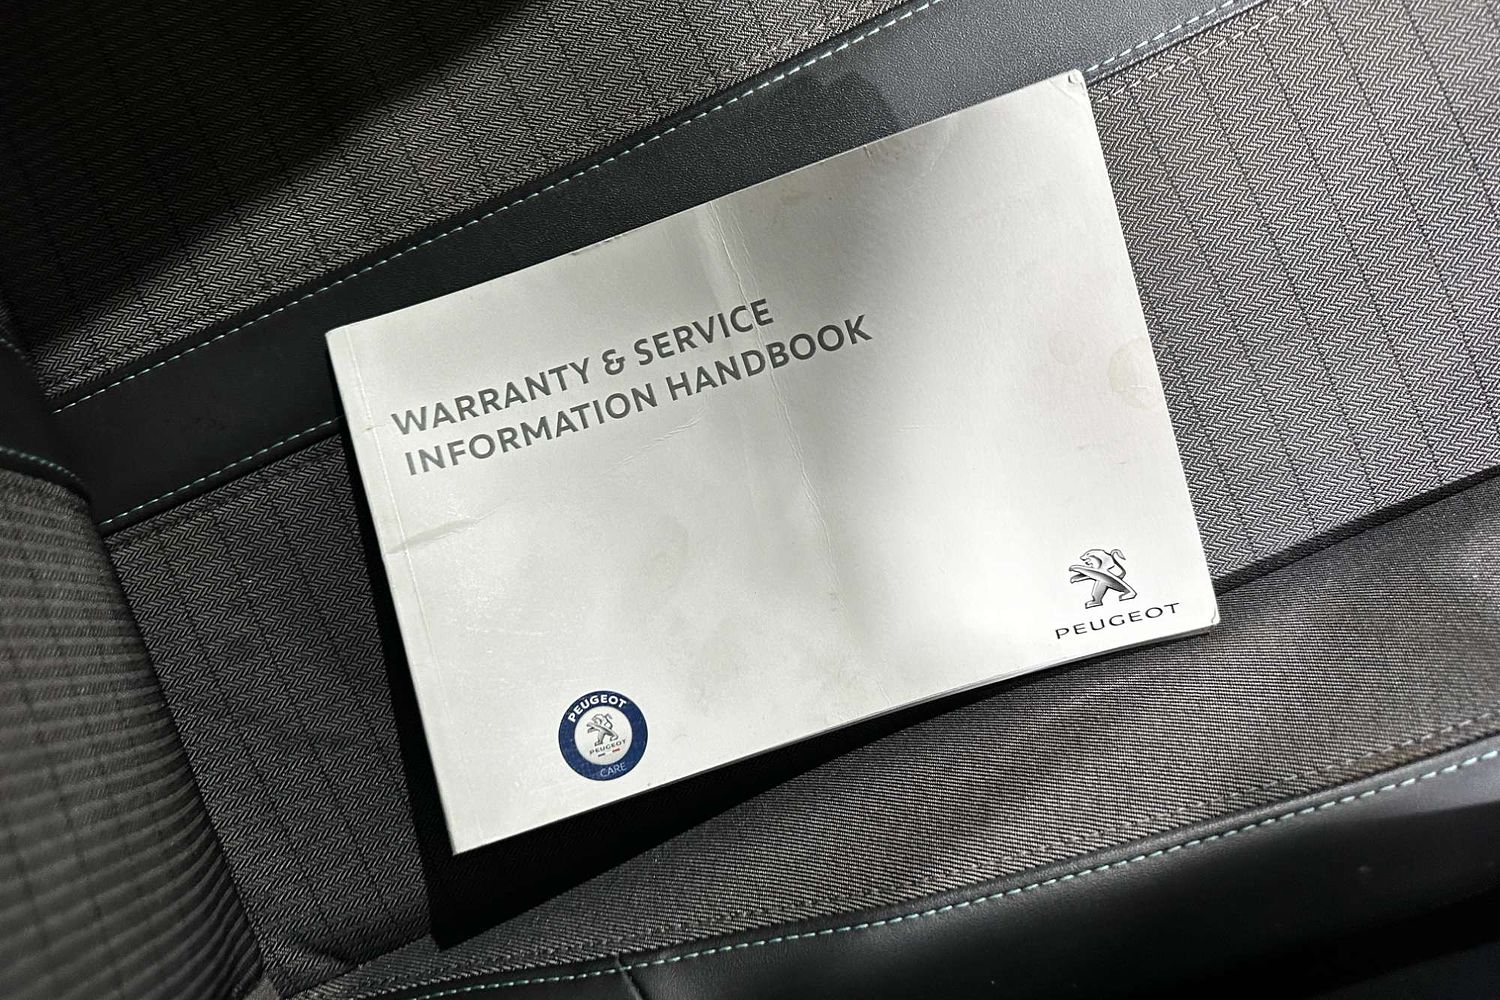 WARRANTY & SERVICE
INFORMATION HANDBOOK
PEUGEOT
PEUGEOT
PEUGEOT
CARE